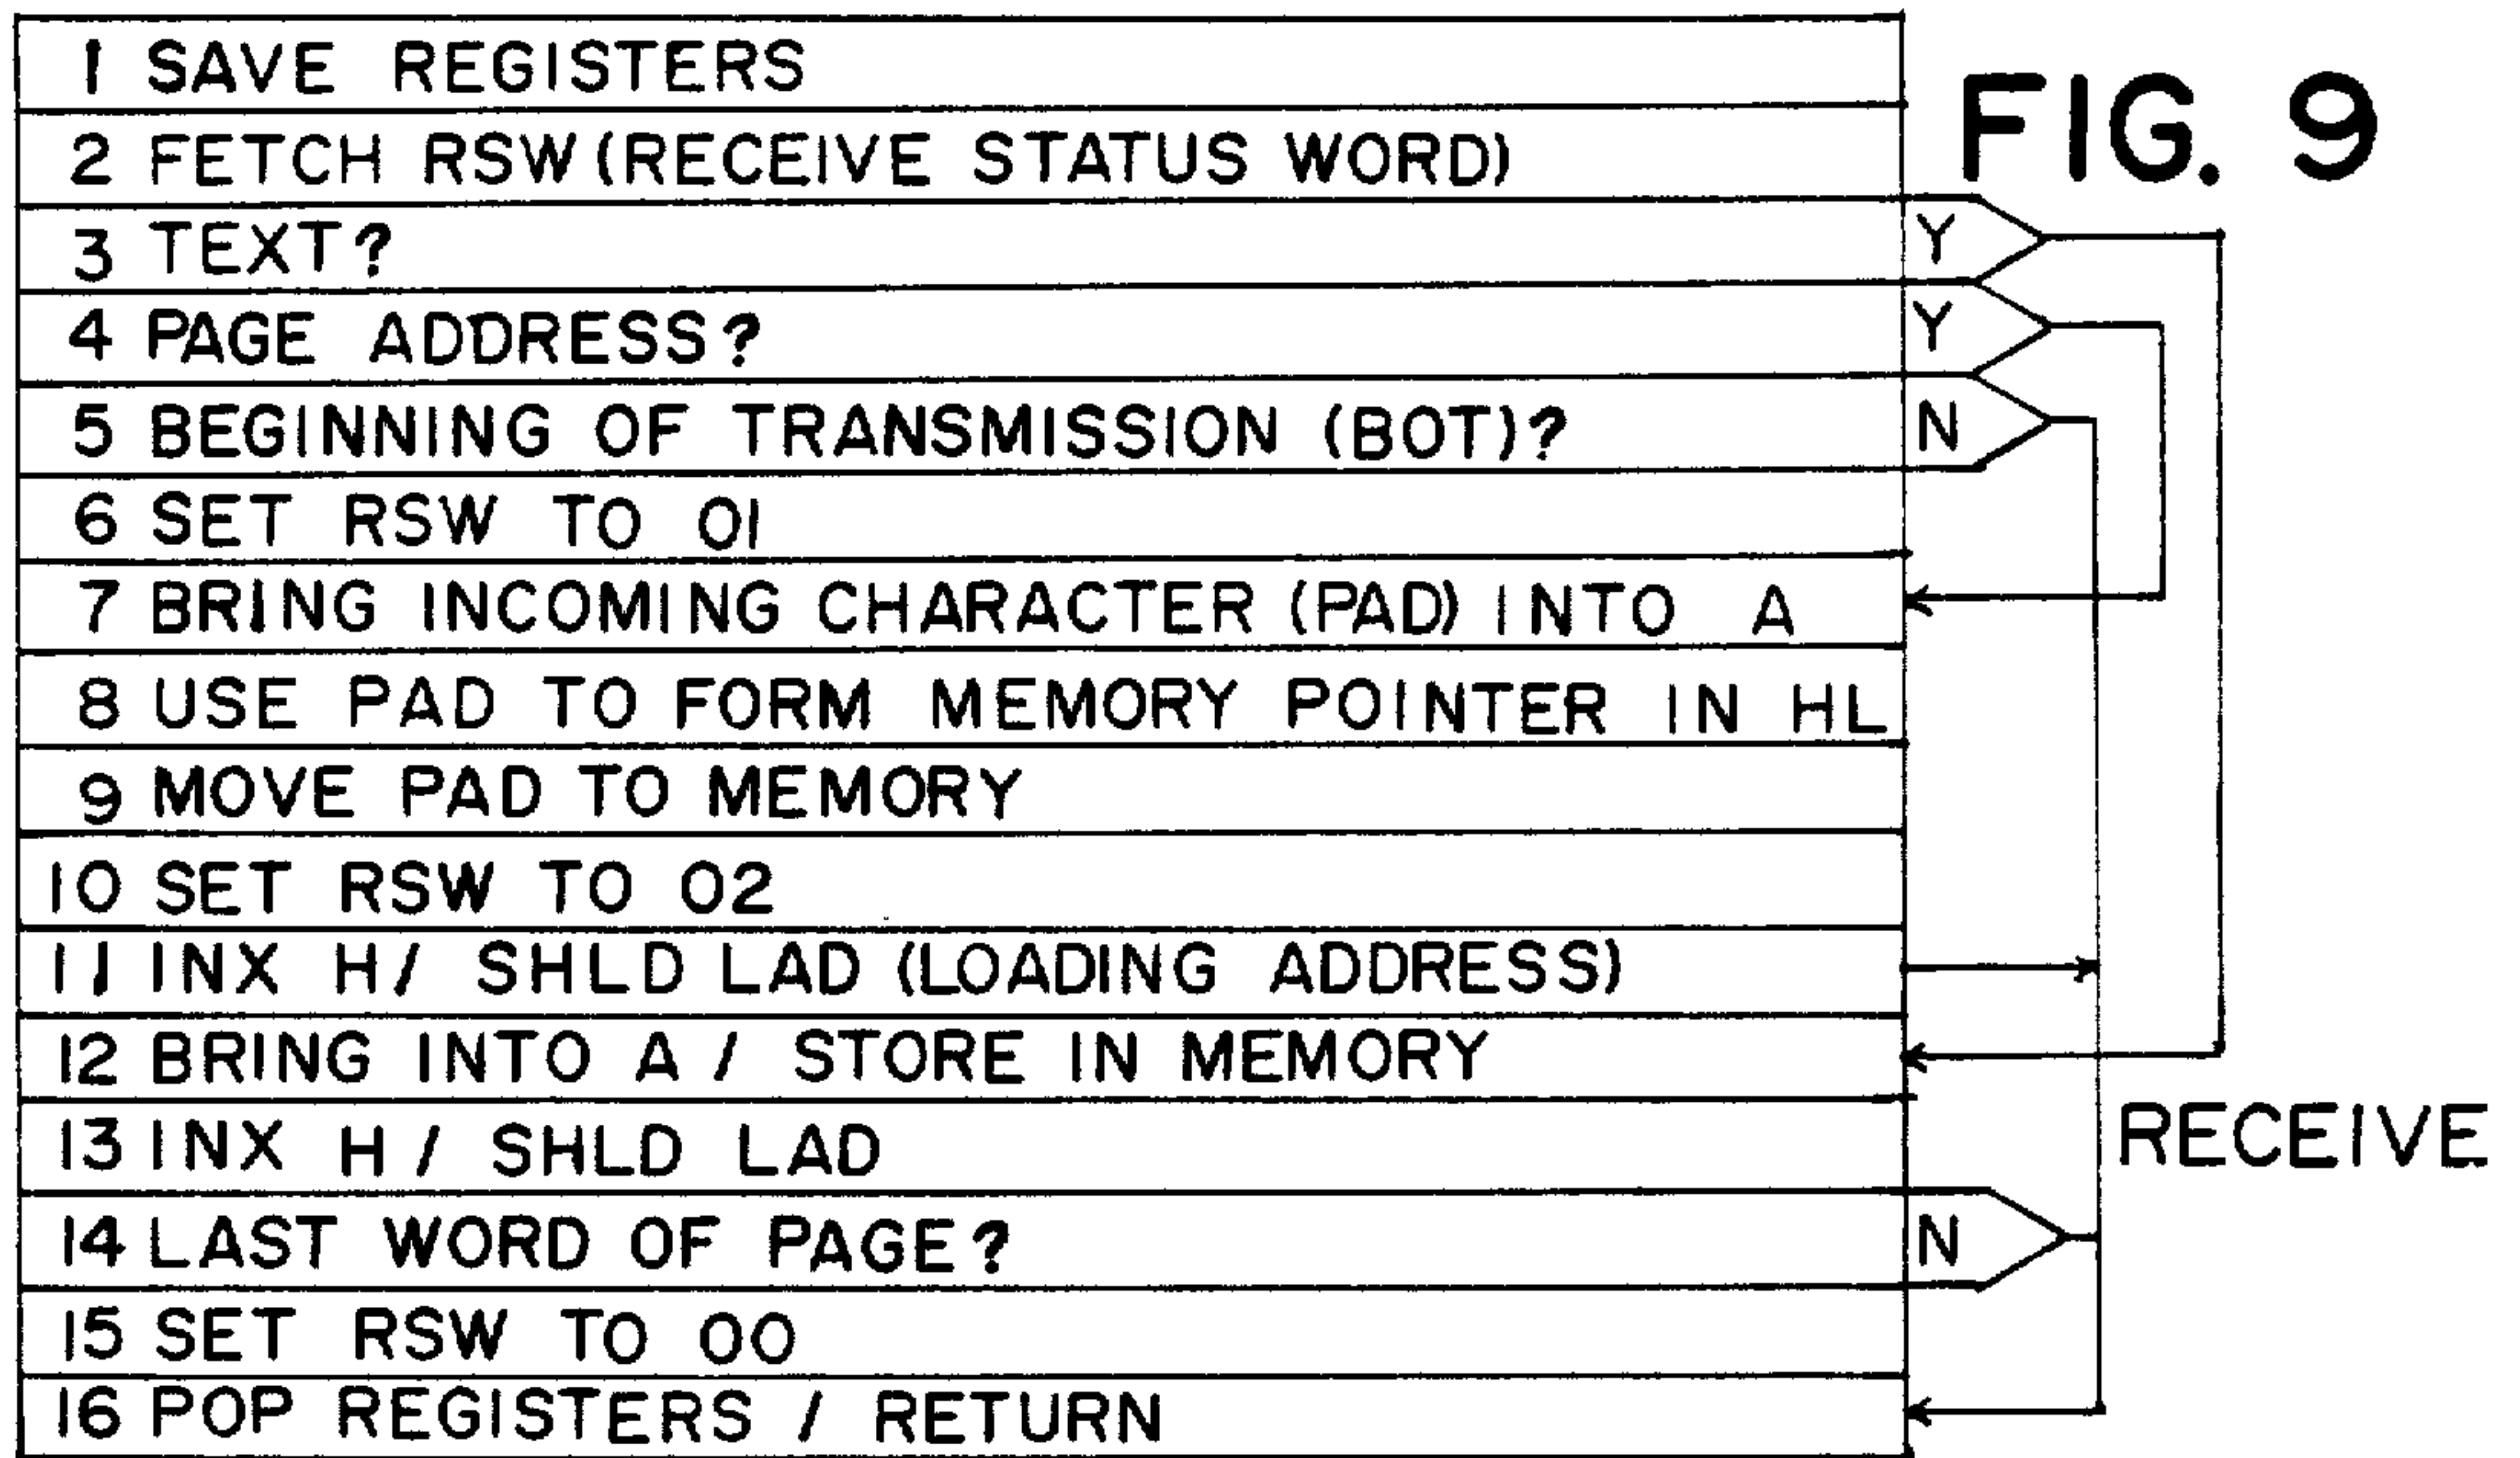 1 SAVE REGISTERS
FIG. 9
2 FETCH RSW (RECEIVE STATUS WORD)
3 TEXT? Y
4 PAGE ADDRESS? Y
5 BEGINNING OF TRANSMISSION (BOT)? N
6 SET RSW TO 01
7 BRING INCOMING CHARACTER (PAD) INTO A
8 USE PAD TO FORM MEMORY POINTER IN HL
9 MOVE PAD TO MEMORY
10 SET RSW TO 02
11 INX H/ SHLD LAD (LOADING ADDRESS)
12 BRING INTO A / STORE IN MEMORY
13 INX H / SHLD LAD
RECEIVE
14 LAST WORD OF PAGE? N
15 SET RSW TO 00
16 POP REGISTERS / RETURN